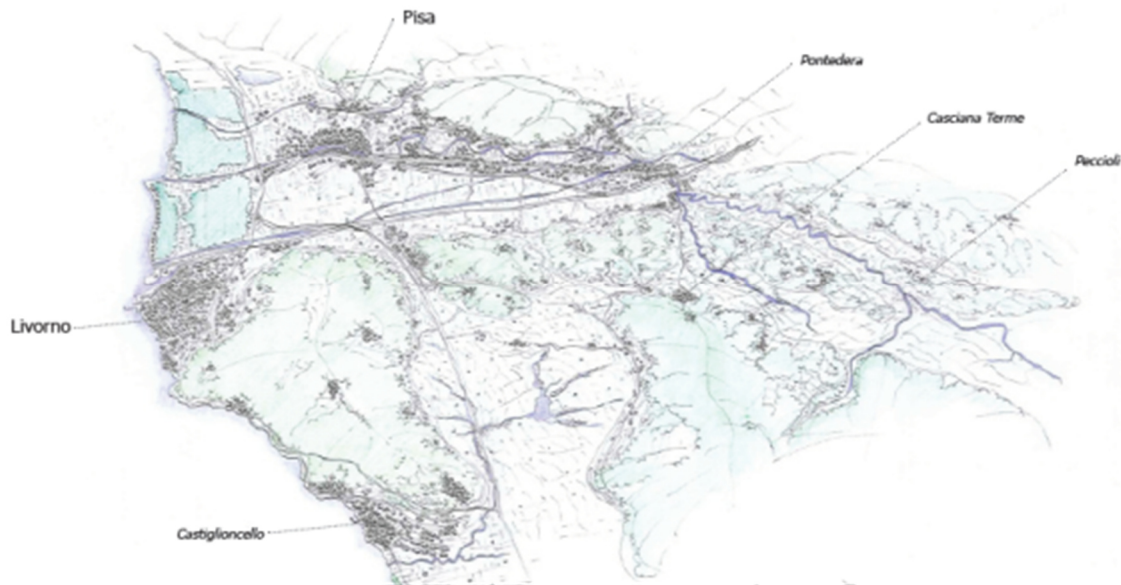 Pisa
Pontedera
Casciana Terme
Peccioli
Livorno
Castiglioncello